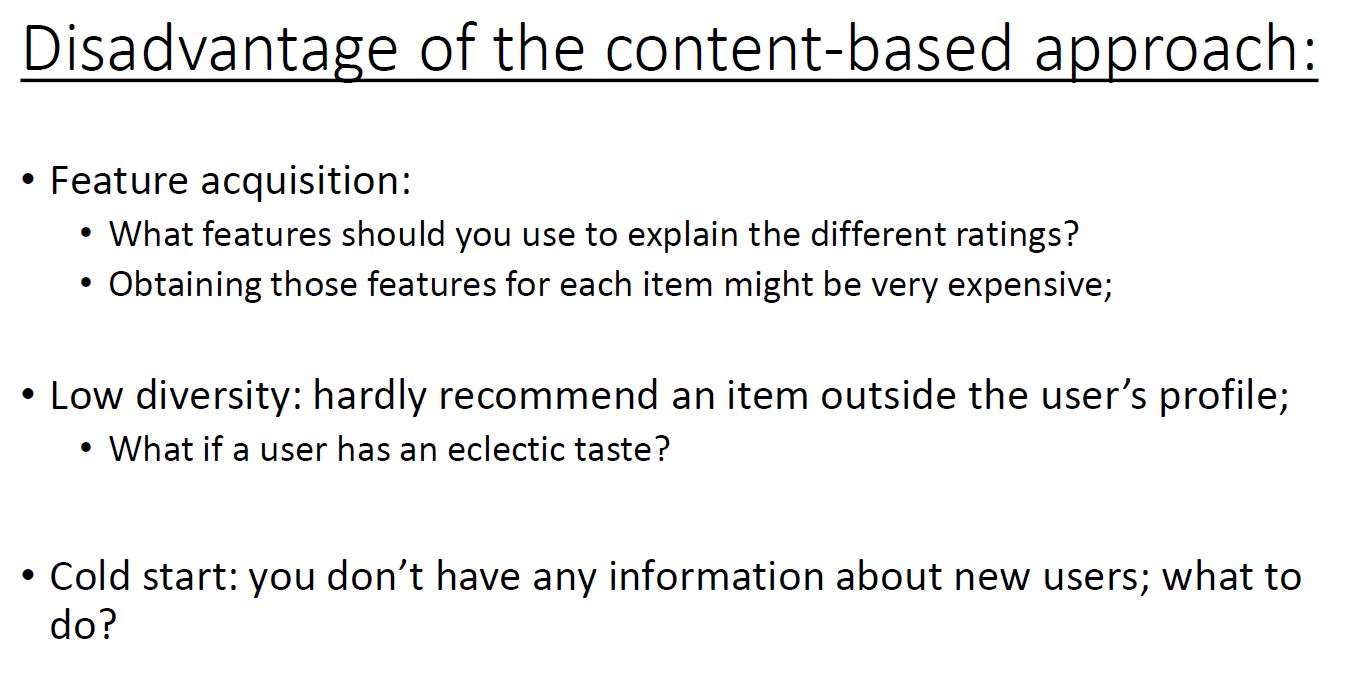 Disadvantage of the content-based approach:
• Feature acquisition:
• What features should you use to explain the different ratings?
• Obtaining those features for each item might be very expensive;
• Low diversity: hardly recommend an item outside the user’s profile;
• What if a user has an eclectic taste?
• Cold start: you don’t have any information about new users; what to
do?